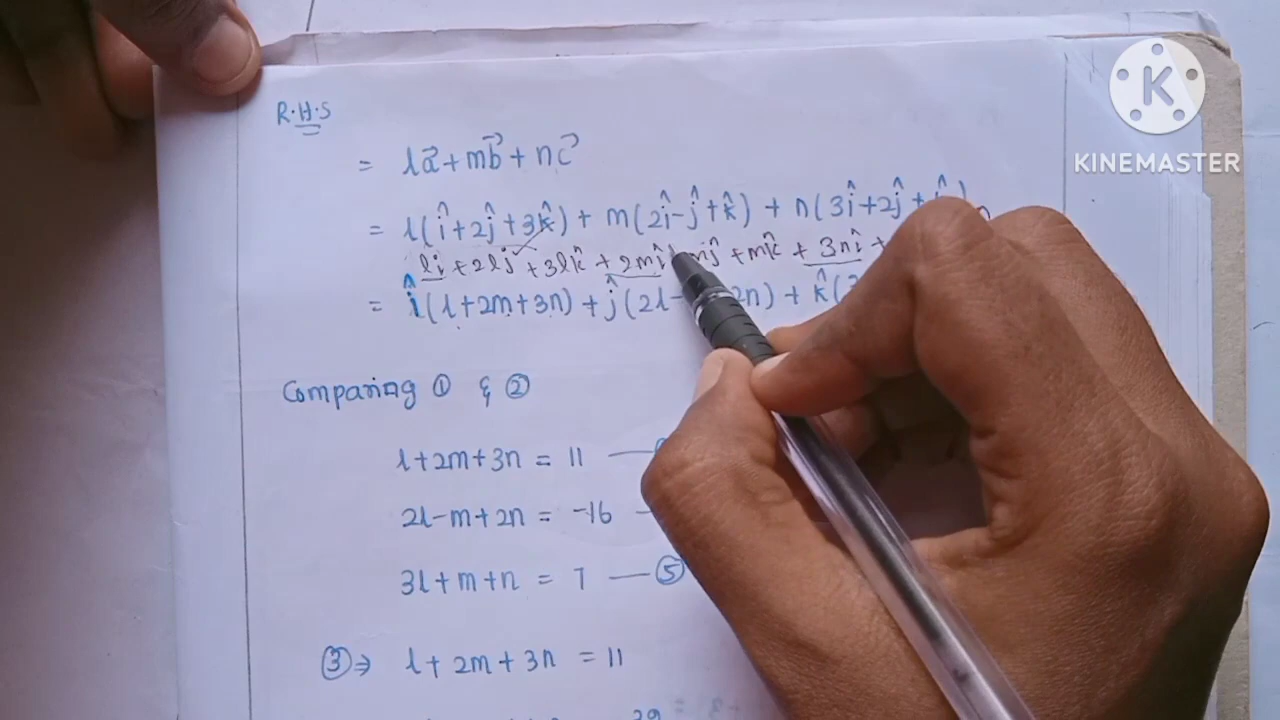 R.H.S
= la⃗ + mb⃗ + nc⃗
= l(î+2ĵ+3k̂) + m(2î-ĵ+k̂) + n(3î+2ĵ+
lî + 2lĵ + 3lk̂ + 2mî mĵ + mk̂ + 3nî +
= î(l+2m+3n) + ĵ(2l- 2n) + k̂(3
Comparing ① & ②
l+2m+3n = 11 —
2l-m+2n = -16 —
3l+m+n = 7 — ⑤
③ ⇒ l + 2m + 3n = 11
K
KINEMASTER